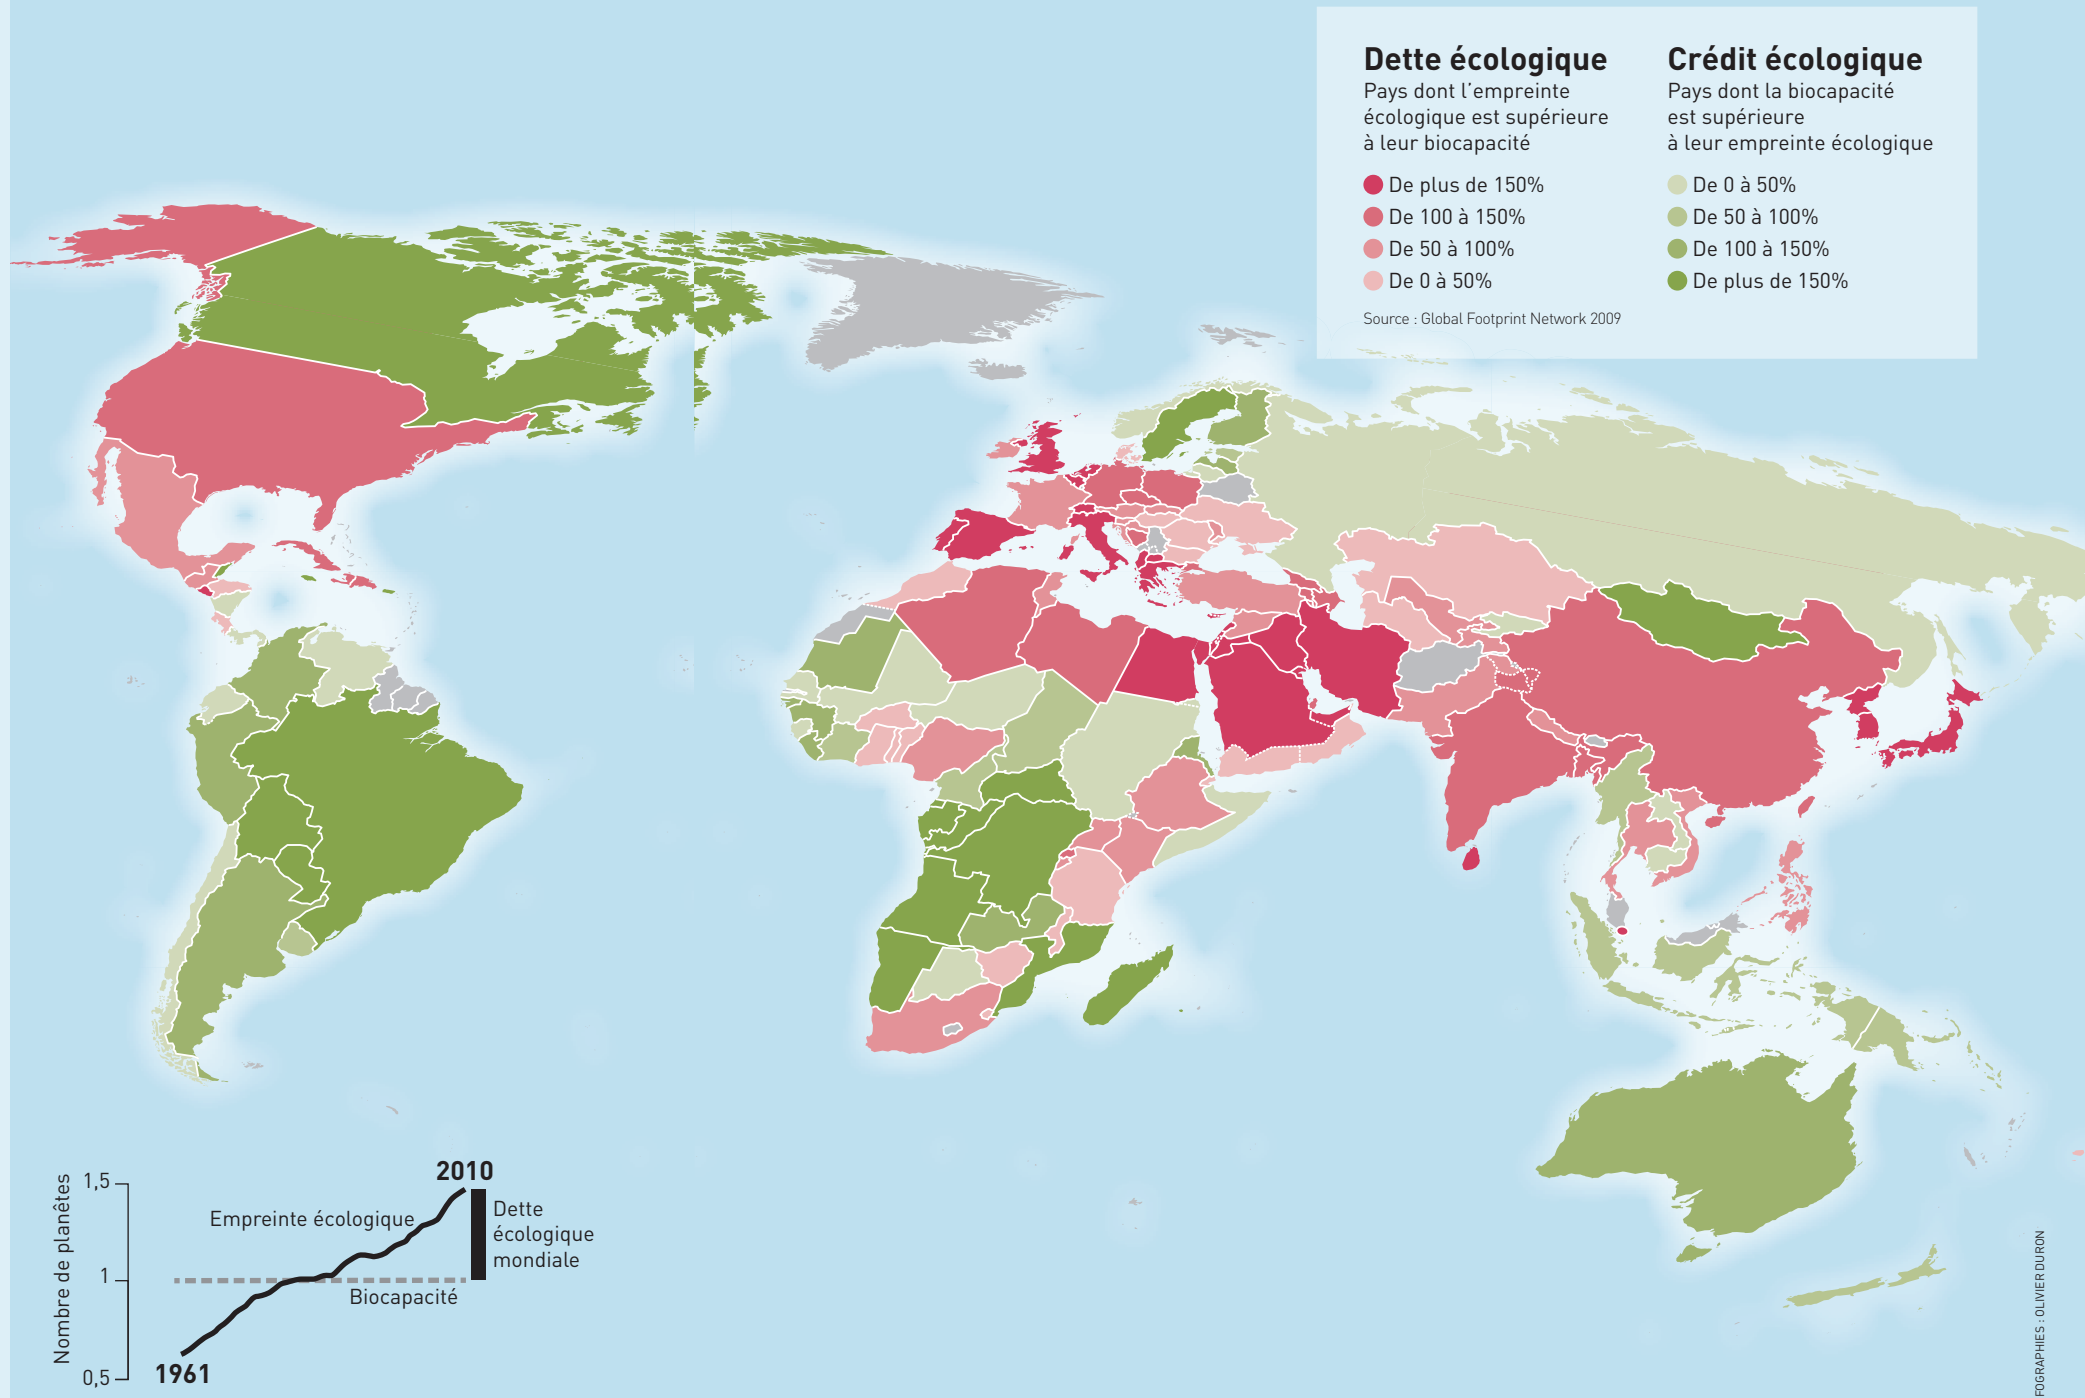 Dette écologique
Pays dont l'empreinte
écologique est supérieure
à leur biocapacité
De plus de 150%
De 100 à 150%
De 50 à 100%
De 0 à 50%
Source : Global Footprint Network 2009
Crédit écologique
Pays dont la biocapacité
est supérieure
à leur empreinte écologique
De 0 à 50%
De 50 à 100%
De 100 à 150%
De plus de 150%
Nombre de planêtes
1,5
1
0,5
1961
2010
Empreinte écologique
Biocapacité
Dette
écologique
mondiale
FOGRAPHIES : OLIVIER DURON